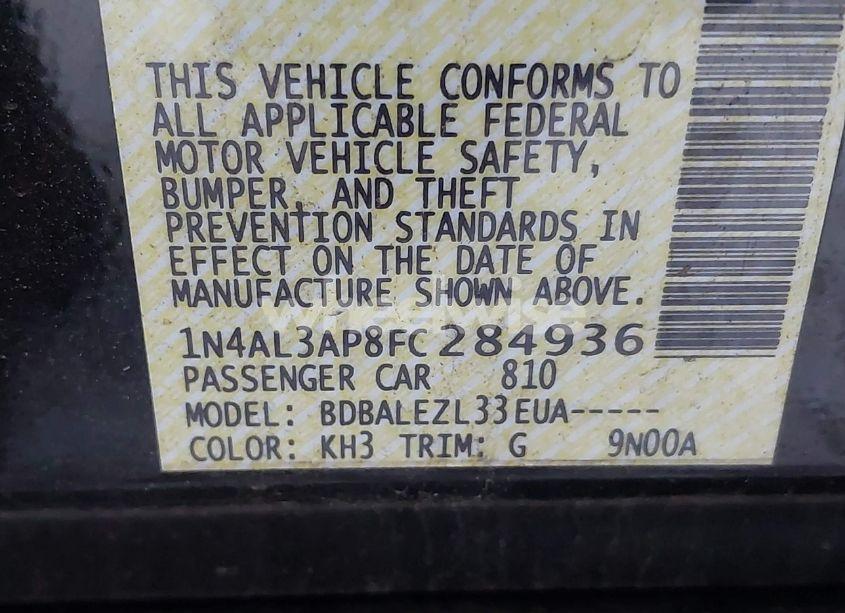 THIS VEHICLE CONFORMS TO
ALL APPLICABLE FEDERAL
MOTOR VEHICLE SAFETY,
BUMPER, AND THEFT
PREVENTION STANDARDS IN
EFFECT ON THE DATE OF
MANUFACTURE SHOWN ABOVE.
wheelwise
1N4AL3AP8FC284936
PASSENGER CAR 810
MODEL: BDBALEZL33EUA-----
COLOR: KH3 TRIM: G 9N00A